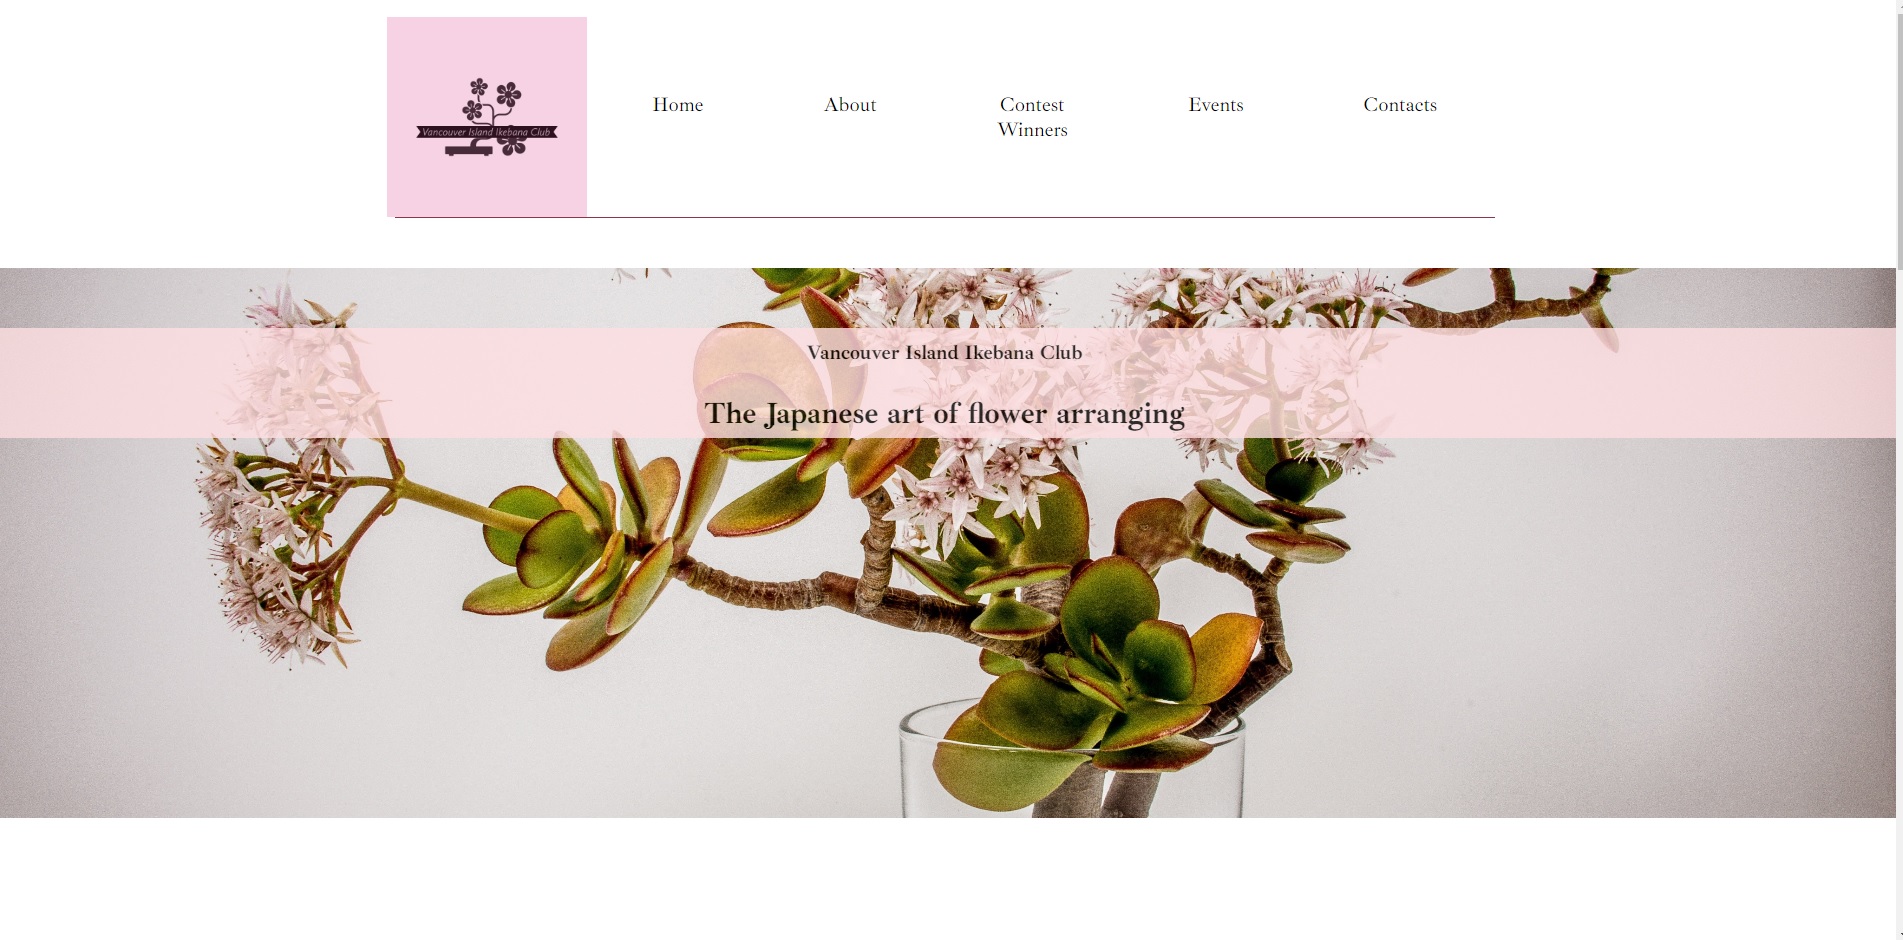 Vancouver Island Ikebana Club
Home
About
Contest
Winners
Events
Contacts
Vancouver Island Ikebana Club
The Japanese art of flower arranging